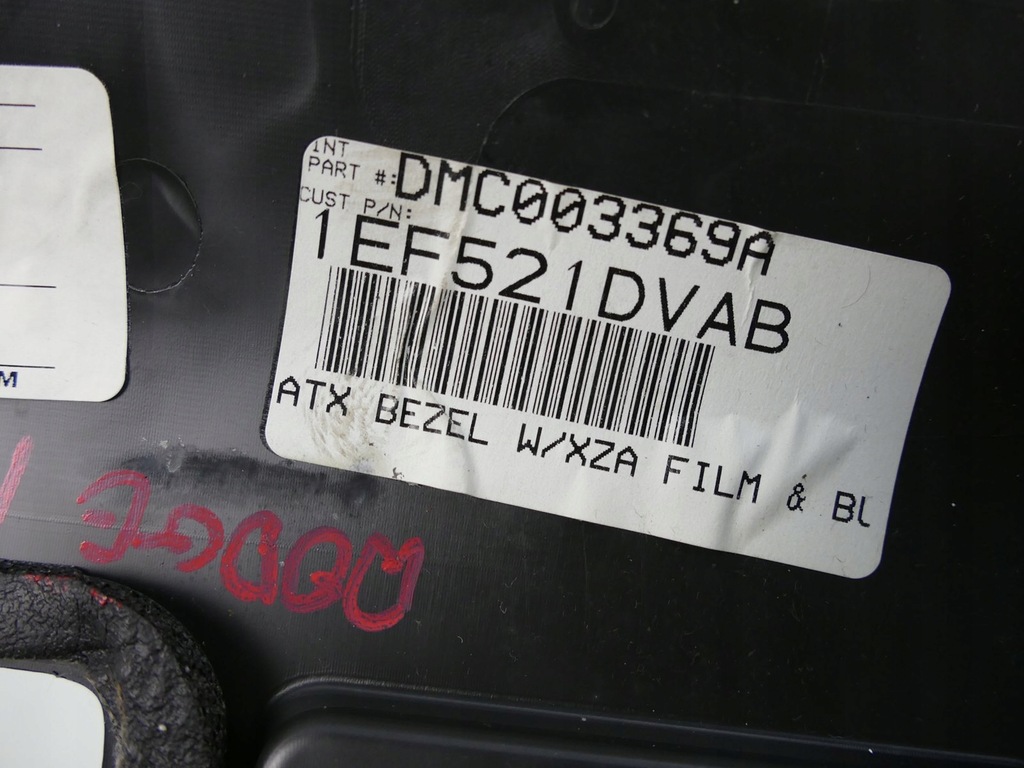 INT
PART #: DMC003369A
CUST P/N:
1EF521DVAB
ATX BEZEL W/XZA FILM & BL
M